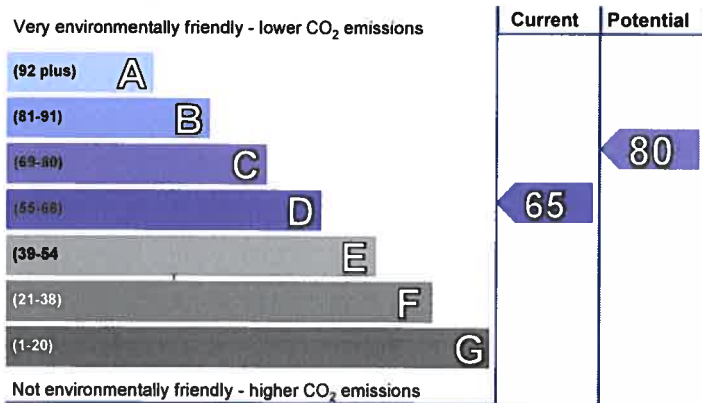 Very environmentally friendly - lower CO₂ emissions
Current
Potential
(92 plus) A
(81-91) B
(69-80) C
80
(55-68) D
65
(39-54 E
(21-38) F
(1-20) G
Not environmentally friendly - higher CO₂ emissions